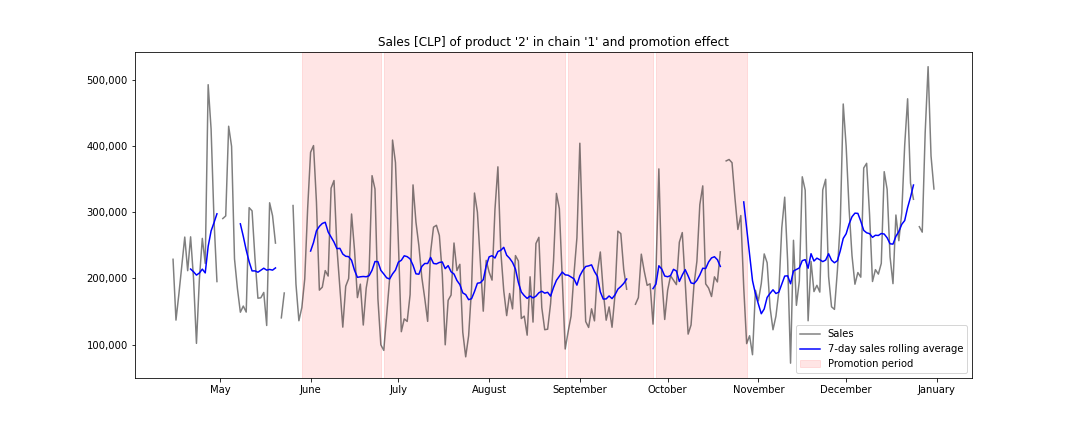 Sales [CLP] of product '2' in chain '1' and promotion effect
500,000
400,000
300,000
200,000
100,000
May June July August September October November December January
Sales
7-day sales rolling average
Promotion period